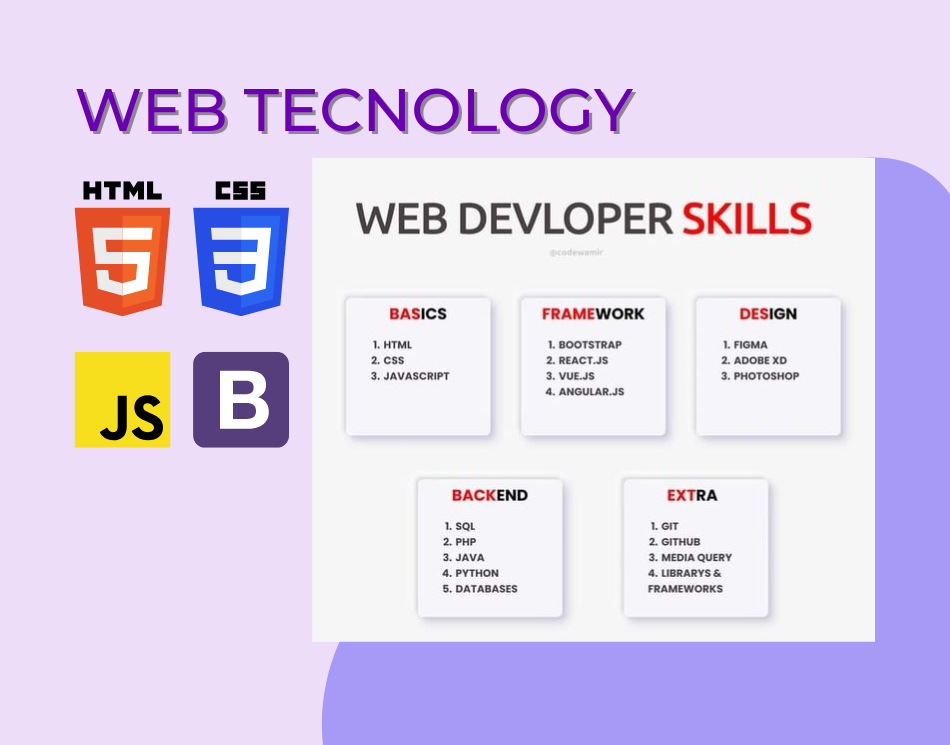 WEB TECNOLOGY
HTML
5
CSS
3
JS
B
WEB DEVLOPER SKILLS
@codewamir
BASICS
1. HTML
2. CSS
3. JAVASCRIPT
FRAMEWORK
1. BOOTSTRAP
2. REACT.JS
3. VUE.JS
4. ANGULAR.JS
DESIGN
1. FIGMA
2. ADOBE XD
3. PHOTOSHOP
BACKEND
1. SQL
2. PHP
3. JAVA
4. PYTHON
5. DATABASES
EXTRA
1. GIT
2. GITHUB
3. MEDIA QUERY
4. LIBRARYS &
FRAMEWORKS